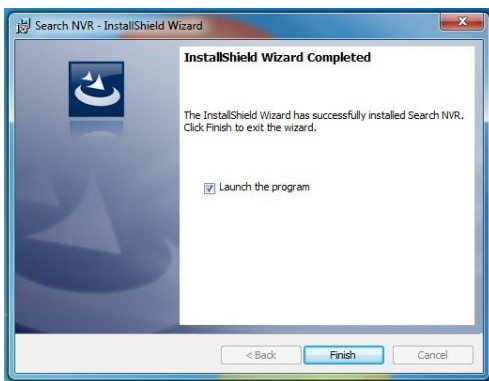 Search NVR - InstallShield Wizard
InstallShield Wizard Completed
The InstallShield Wizard has successfully installed Search NVR.
Click Finish to exit the wizard.
Launch the program
< Back
Finish
Cancel